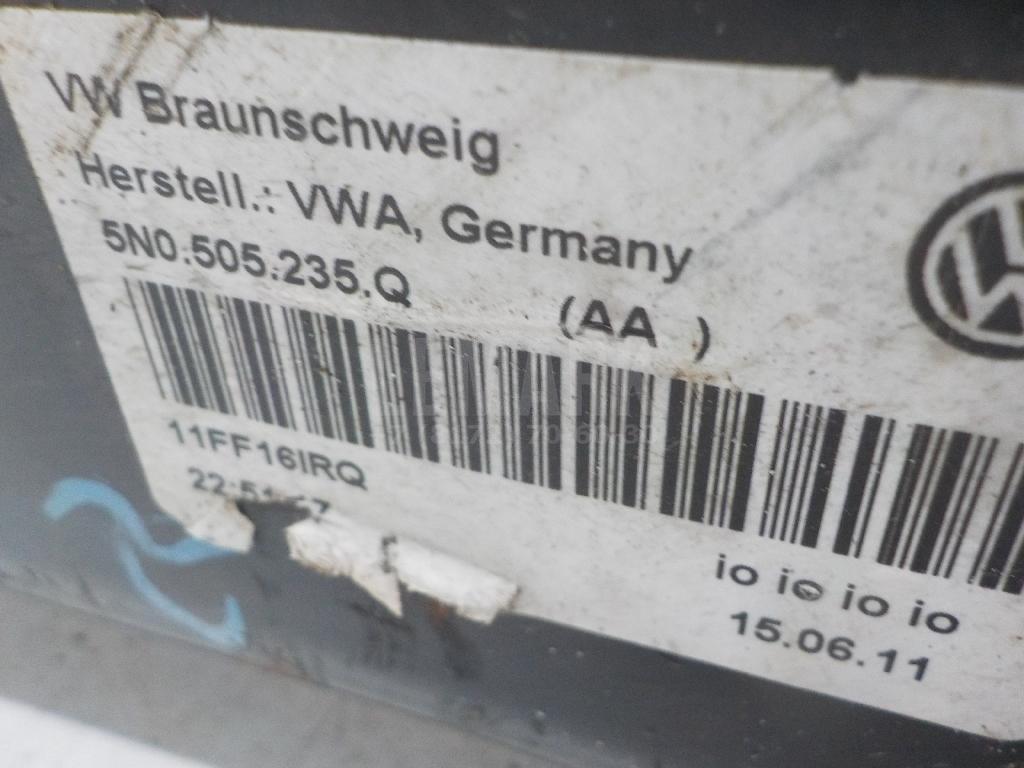 VW Braunschweig
Herstell.: VWA, Germany
5N0.505.235.Q (AA )
11FF16IRQ
io io io io
15.06.11